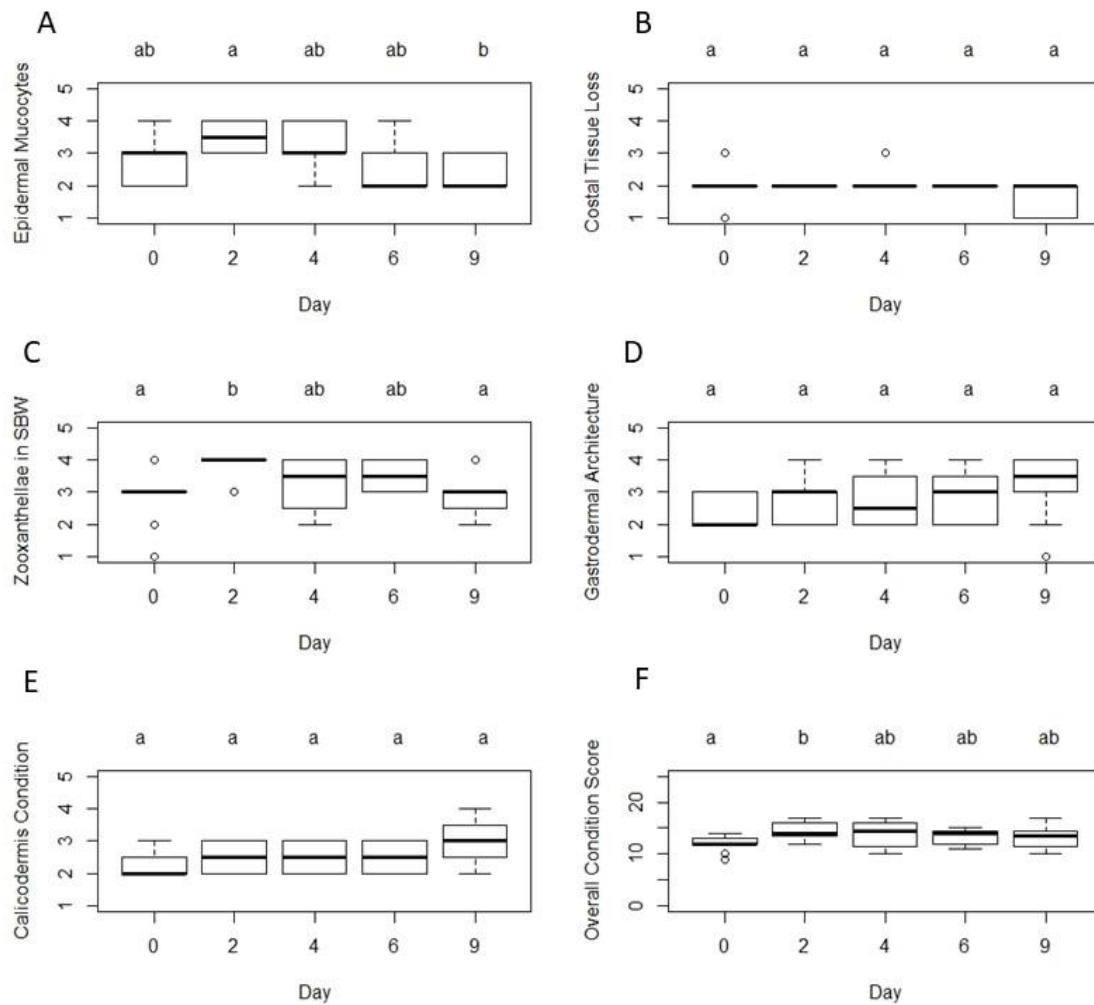 A
ab a ab ab b
Epidermal Mucocytes
5
4
3
2
1
0 2 4 6 9
Day
B
a a a a a
Costal Tissue Loss
5
4
3
2
1
0 2 4 6 9
Day
C
a b ab ab a
Zooxanthellae in SBW
5
4
3
2
1
0 2 4 6 9
Day
D
a a a a a
Gastrodermal Architecture
5
4
3
2
1
0 2 4 6 9
Day
E
a a a a a
Calicodermis Condition
5
4
3
2
1
0 2 4 6 9
Day
F
a b ab ab ab
Overall Condition Score
20
10
0
0 2 4 6 9
Day